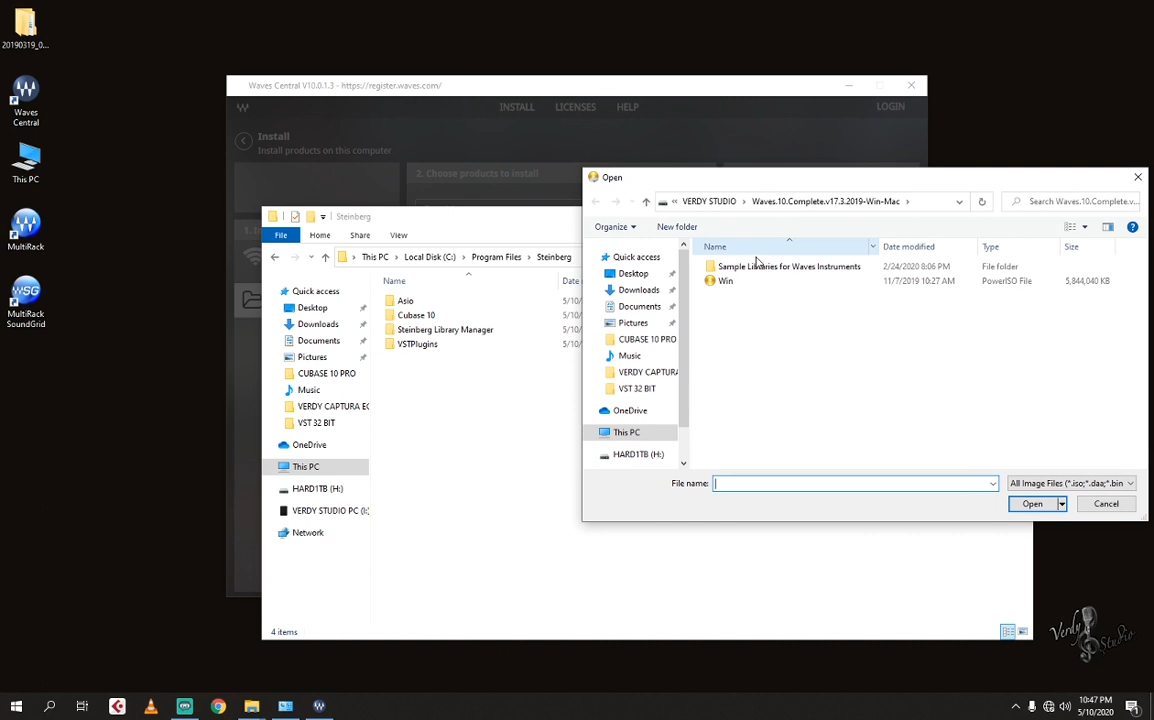 20190319_0...
Waves
Central
This PC
MultiRack
MultiRack
SoundGrid
Waves Central V10.0.1.3 - https://register.waves.com/
INSTALL LICENSES HELP LOGIN
Install
Install products on this computer
2. Choose products to install
Steinberg
File Home Share View
This PC Local Disk (C:) Program Files Steinberg
Name Date
Asio 5/10/
Cubase 10 5/10/
Steinberg Library Manager 5/10/
VSTPlugins 5/10/
Quick access
Desktop
Downloads
Documents
Pictures
CUBASE 10 PRO
Music
VERDY CAPTURA EC
VST 32 BIT
OneDrive
This PC
HARD1TB (H:)
VERDY STUDIO PC (I:)
Network
4 items
Open
VERDY STUDIO Waves.10.Complete.v17.3.2019-Win-Mac
Search Waves.10.Complete.v...
Organize New folder
Name Date modified Type Size
Sample Libraries for Waves Instruments 2/24/2020 8:06 PM File folder
Win 11/7/2019 10:27 AM PowerISO File 5,844,040 KB
Quick access
Desktop
Downloads
Documents
Pictures
CUBASE 10 PRO
Music
VERDY CAPTURA
VST 32 BIT
OneDrive
This PC
HARD1TB (H:)
File name: All Image Files (*.iso;*.daa;*.bin
Open Cancel
Verdy Studio
10:47 PM
5/10/2020